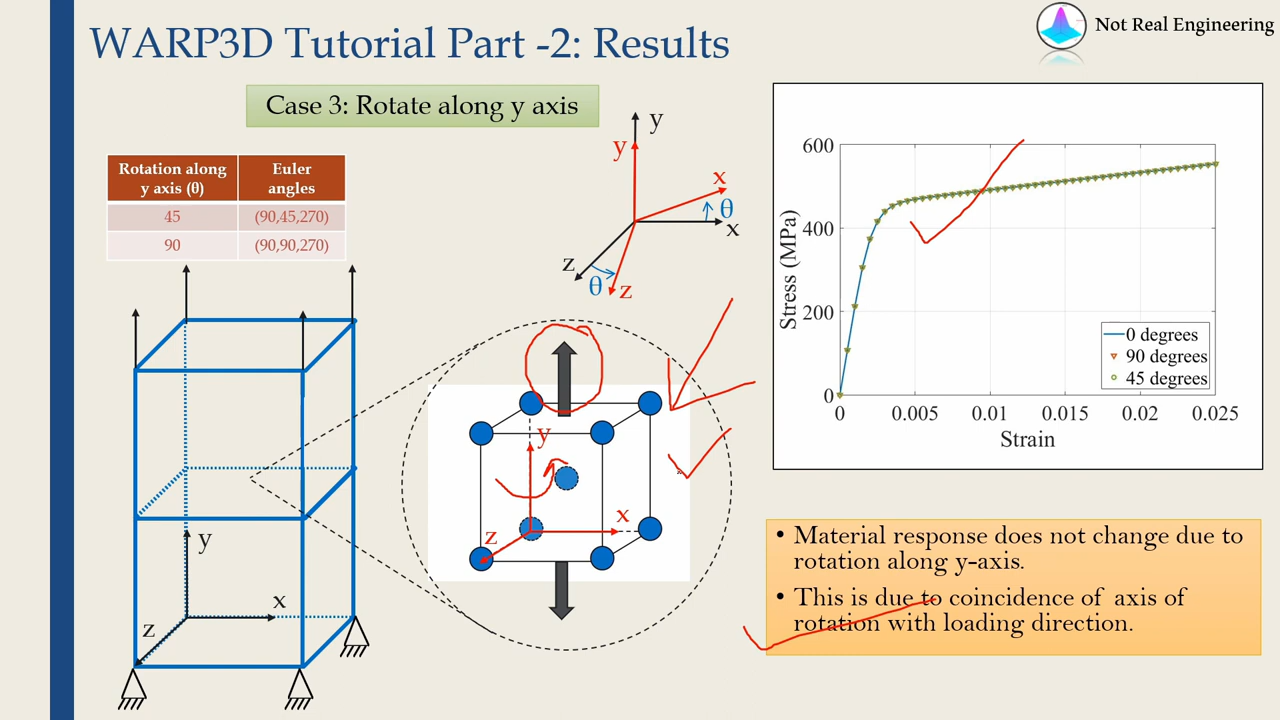 WARP3D Tutorial Part -2: Results
Not Real Engineering
Case 3: Rotate along y axis
Rotation along
y axis (θ)
Euler
angles
45
(90,45,270)
90
(90,90,270)
y
y
x
θ
x
z
θ
z
y
x
z
y
x
z
600
400
200
0
0
0.005
0.01
0.015
0.02
0.025
Stress (MPa)
Strain
0 degrees
90 degrees
45 degrees
• Material response does not change due to
rotation along y-axis.
• This is due to coincidence of axis of
rotation with loading direction.